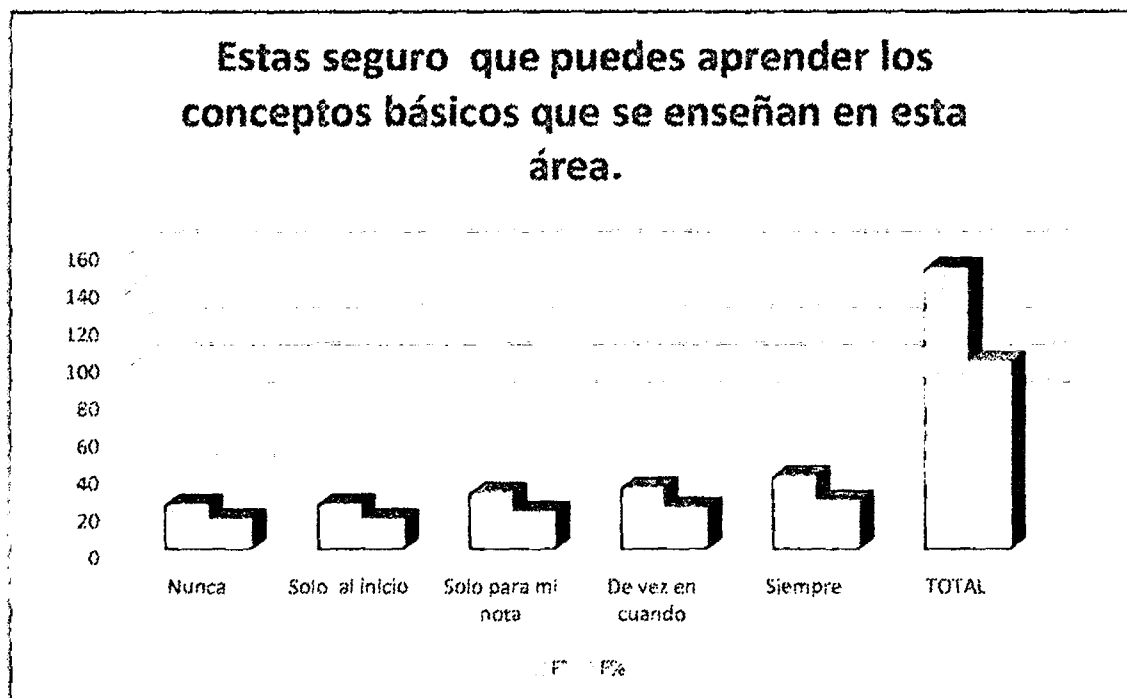 Estas seguro que puedes aprender los
conceptos básicos que se enseñan en esta
área.
160
140
120
100
80
60
40
20
0
Nunca
Solo al inicio
Solo para mi
nota
De vez en
cuando
Siempre
TOTAL
F%